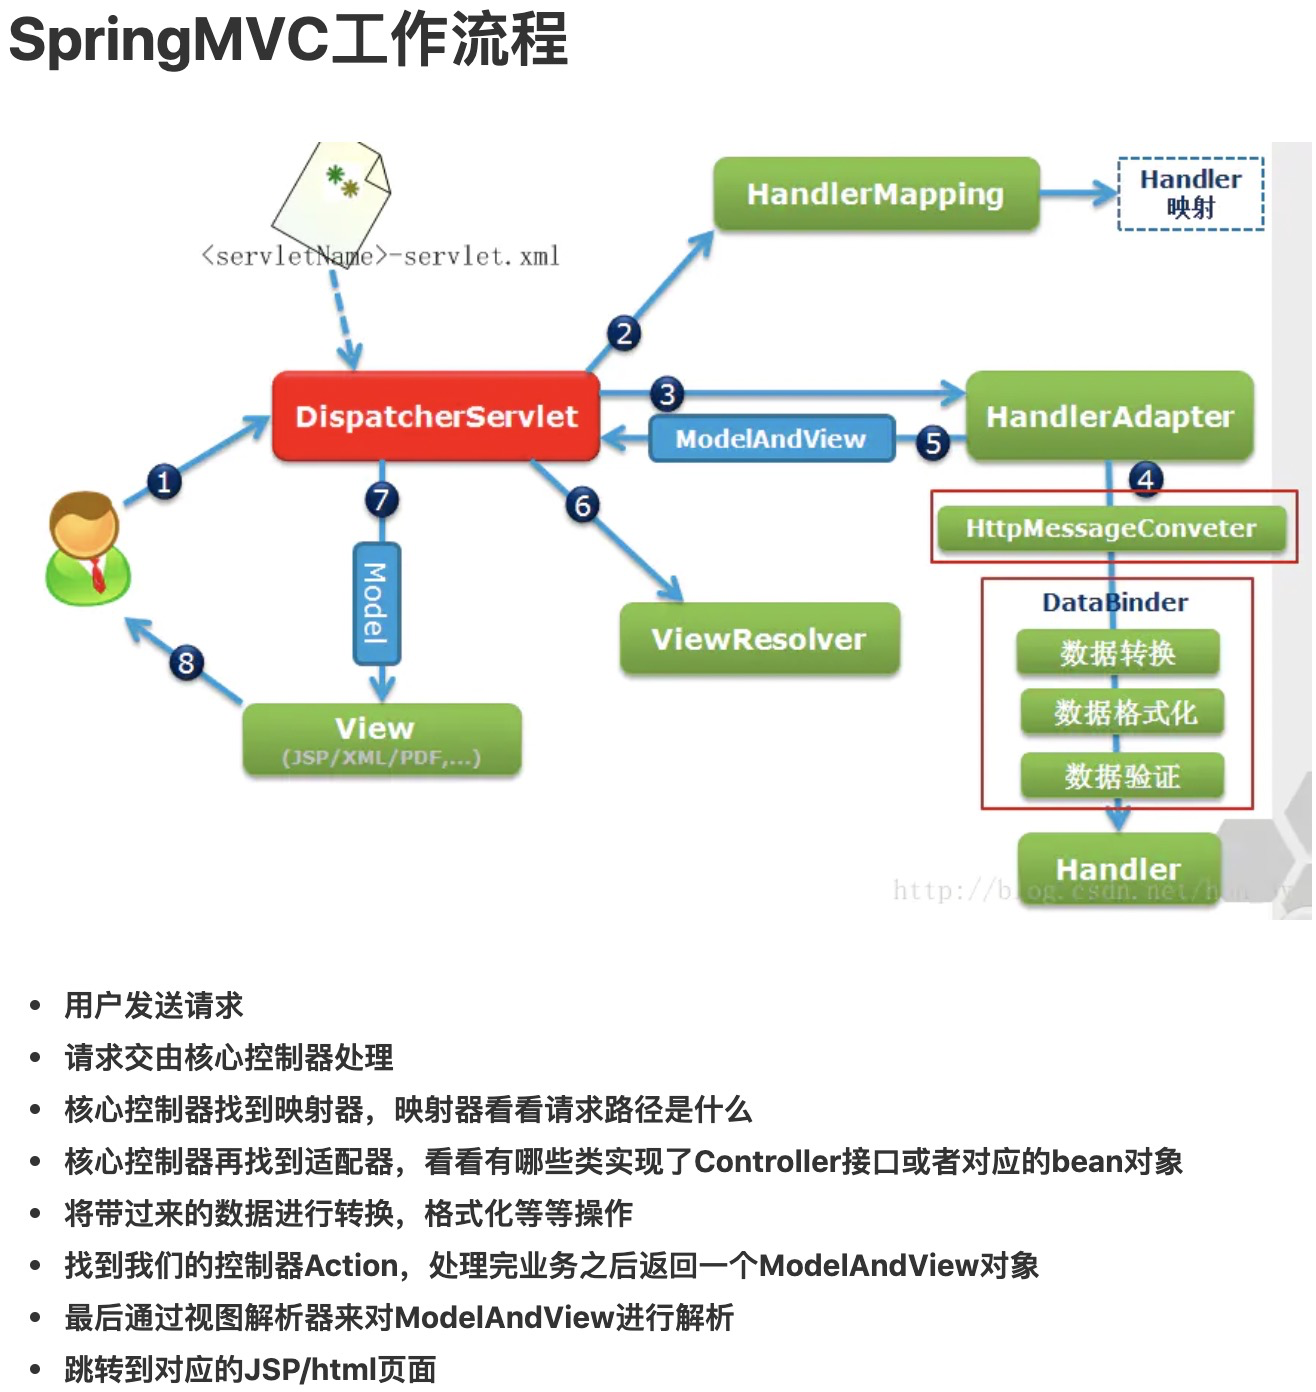 SpringMVC工作流程
<servletName>-servlet.xml
HandlerMapping
Handler
映射
2
DispatcherServlet
3
HandlerAdapter
ModelAndView
5
1
7
6
4
HttpMessageConveter
Model
DataBinder
ViewResolver
数据转换
8
数据格式化
View
(JSP/XML/PDF,...)
数据验证
Handler
http://blog.csdn.net/
用户发送请求
请求交由核心控制器处理
核心控制器找到映射器，映射器看看请求路径是什么
核心控制器再找到适配器，看看有哪些类实现了Controller接口或者对应的bean对象
将带过来的数据进行转换，格式化等等操作
找到我们的控制器Action，处理完业务之后返回一个ModelAndView对象
最后通过视图解析器来对ModelAndView进行解析
跳转到对应的JSP/html页面